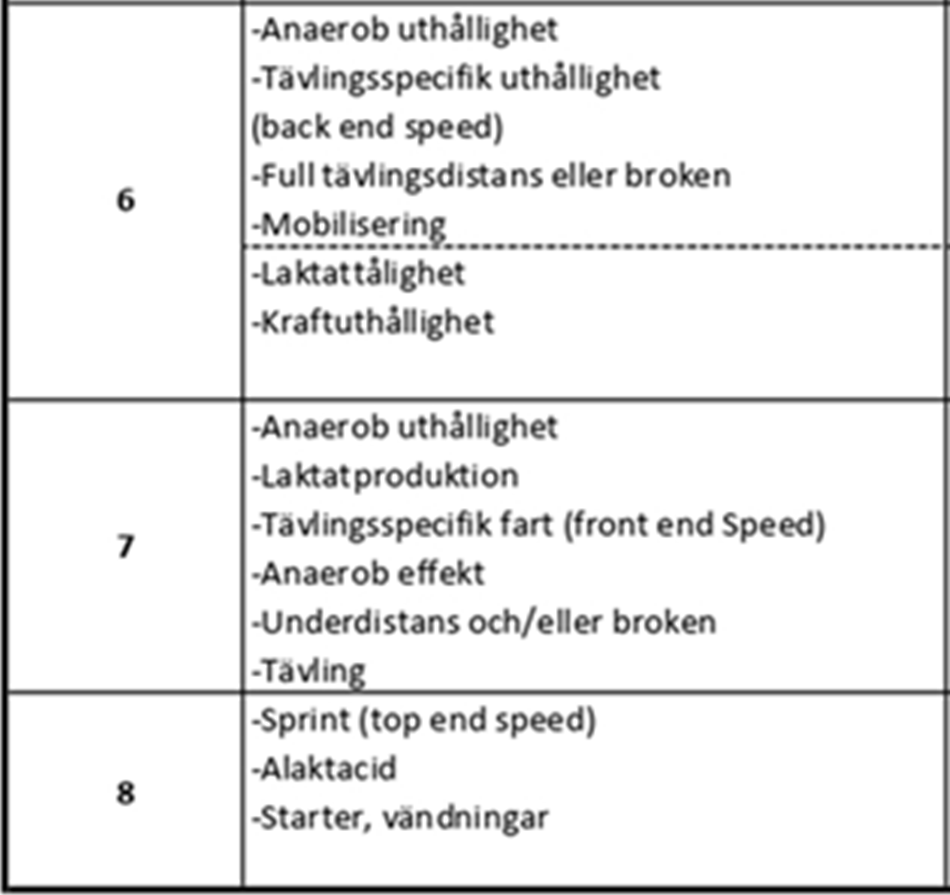 6
-Anaerob uthållighet
-Tävlingsspecifik uthållighet
(back end speed)
-Full tävlingsdistans eller broken
-Mobilisering
-Laktattålighet
-Kraftuthållighet
7
-Anaerob uthållighet
-Laktatproduktion
-Tävlingsspecifik fart (front end Speed)
-Anaerob effekt
-Underdistans och/eller broken
-Tävling
8
-Sprint (top end speed)
-Alaktacid
-Starter, vändningar